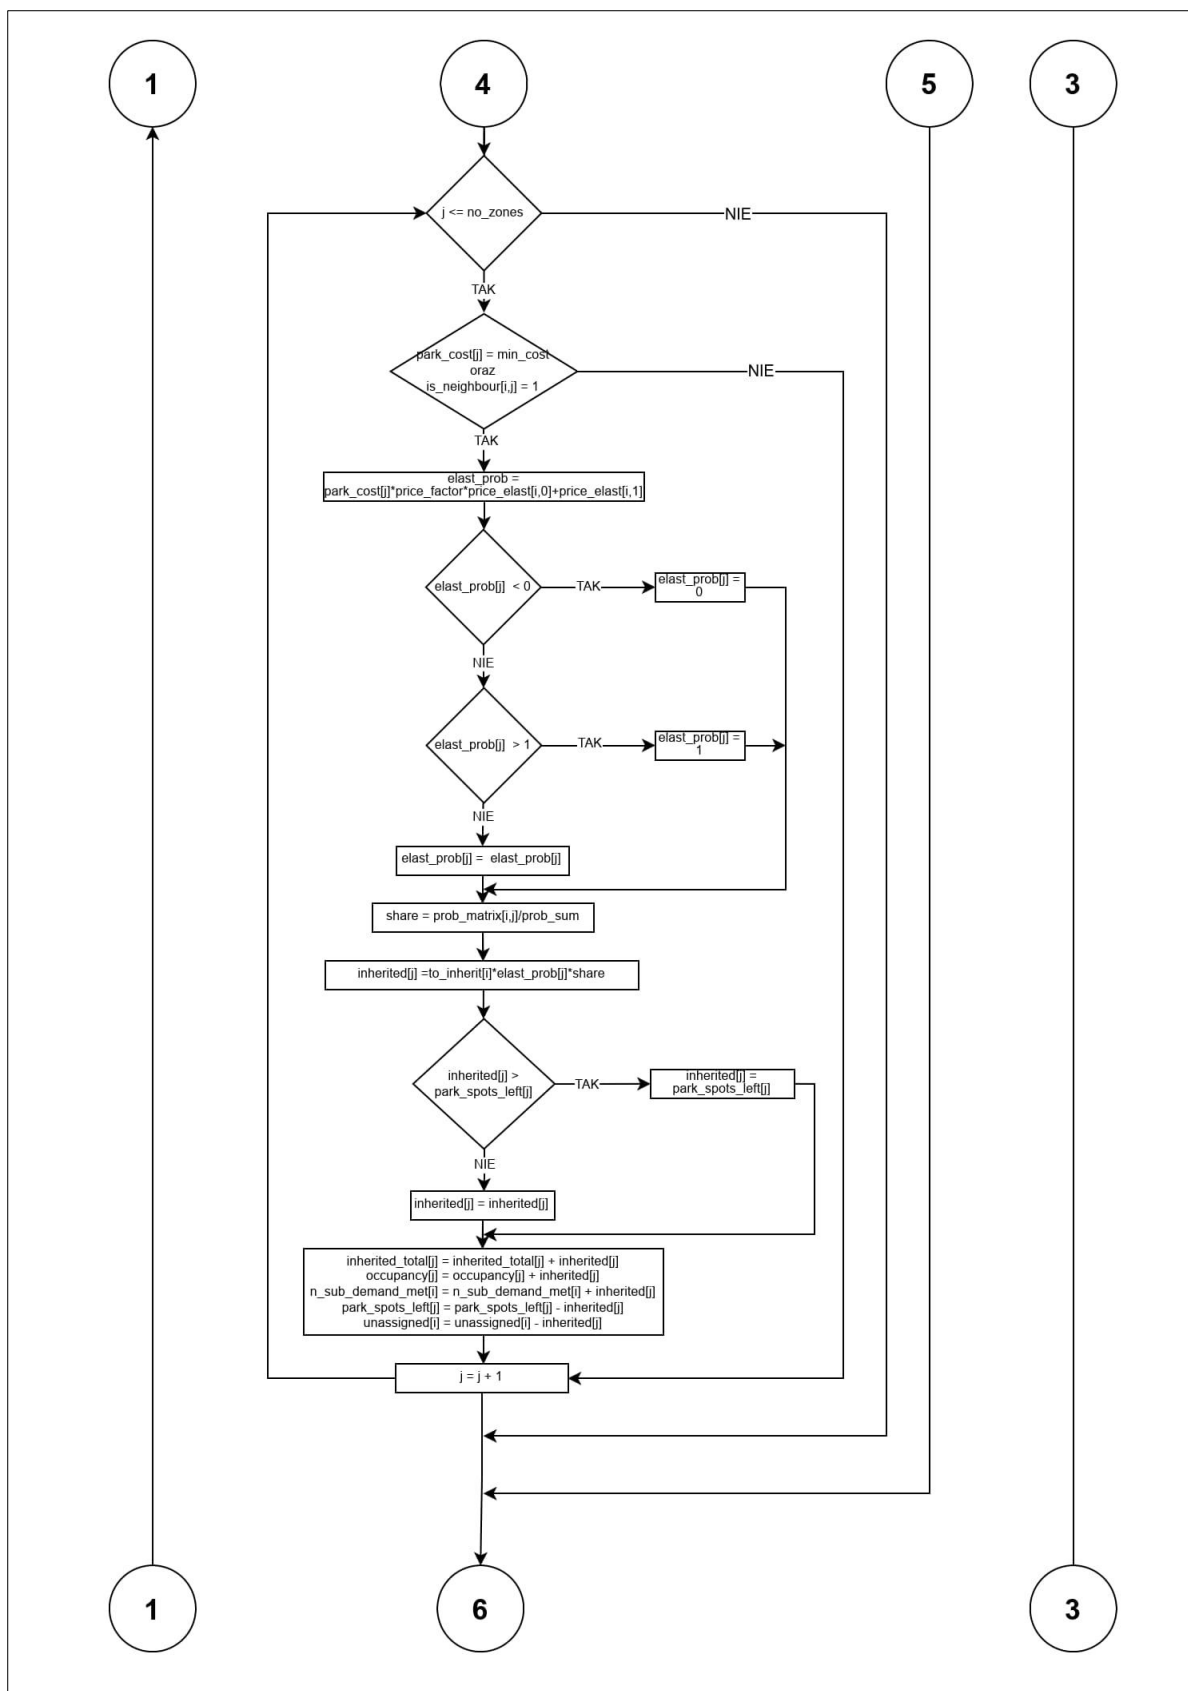 1
4
5
3
j <= no_zones
NIE
TAK
park_cost[j] = min_cost
oraz
is_neighbour[i,j] = 1
NIE
TAK
elast_prob =
park_cost[j]*price_factor*price_elast[i,0]+price_elast[i,1]
elast_prob[j]  < 0
TAK
elast_prob[j] =
0
NIE
elast_prob[j]  > 1
TAK
elast_prob[j] =
1
NIE
elast_prob[j] =  elast_prob[j]
share = prob_matrix[i,j]/prob_sum
inherited[j] =to_inherit[i]*elast_prob[j]*share
inherited[j] >
park_spots_left[j]
TAK
inherited[j] =
park_spots_left[j]
NIE
inherited[j] = inherited[j]
inherited_total[j] = inherited_total[j] + inherited[j]
occupancy[j] = occupancy[j] + inherited[j]
n_sub_demand_met[i] = n_sub_demand_met[i] + inherited[j]
park_spots_left[j] = park_spots_left[j] - inherited[j]
unassigned[i] = unassigned[i] - inherited[j]
j = j + 1
1
6
3